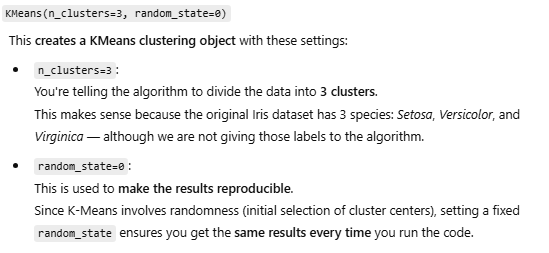 KMeans(n_clusters=3, random_state=0)
This creates a KMeans clustering object with these settings:
• n_clusters=3:
You're telling the algorithm to divide the data into 3 clusters.
This makes sense because the original Iris dataset has 3 species: Setosa, Versicolor, and
Virginica — although we are not giving those labels to the algorithm.
• random_state=0:
This is used to make the results reproducible.
Since K-Means involves randomness (initial selection of cluster centers), setting a fixed
random_state ensures you get the same results every time you run the code.